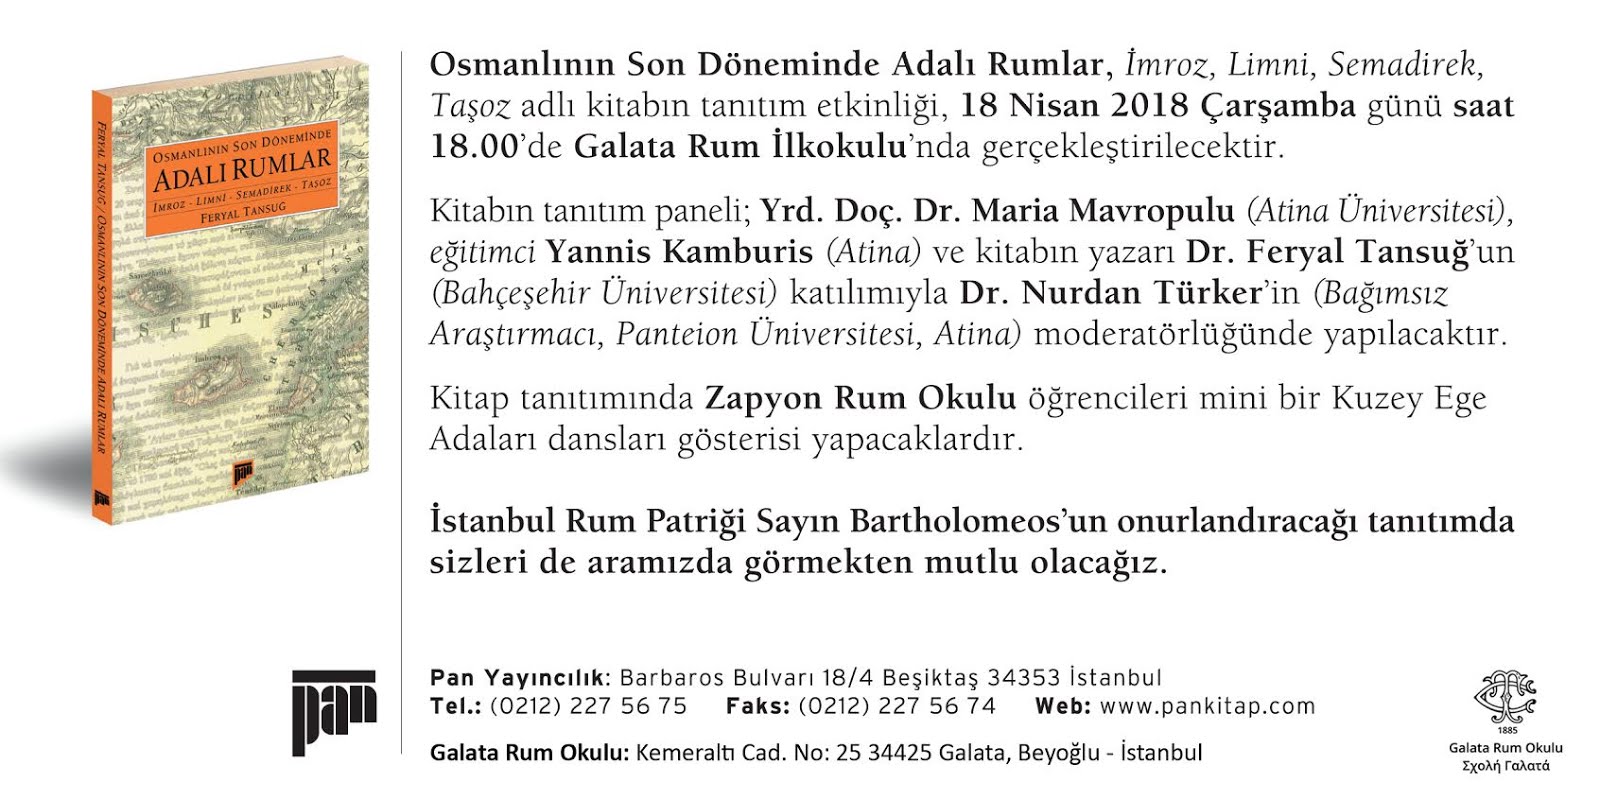 OSMANLININ SON DÖNEMİNDE
ADALI RUMLAR
İMROZ - LİMNİ - SEMADİREK - TAŞOZ
FERYAL TANSUĞ
FERYAL TANSUĞ / OSMANLININ SON DÖNEMİNDE ADALI RUMLAR
pan
pan
Osmanlının Son Döneminde Adalı Rumlar, İmroz, Limni, Semadirek,
Taşoz adlı kitabın tanıtım etkinliği, 18 Nisan 2018 Çarşamba günü saat
18.00’de Galata Rum İlkokulu’nda gerçekleştirilecektir.
Kitabın tanıtım paneli; Yrd. Doç. Dr. Maria Mavropulu (Atina Üniversitesi),
eğitimci Yannis Kamburis (Atina) ve kitabın yazarı Dr. Feryal Tansuğ’un
(Bahçeşehir Üniversitesi) katılımıyla Dr. Nurdan Türker’in (Bağımsız
Araştırmacı, Panteion Üniversitesi, Atina) moderatörlüğünde yapılacaktır.
Kitap tanıtımında Zapyon Rum Okulu öğrencileri mini bir Kuzey Ege
Adaları dansları gösterisi yapacaklardır.
İstanbul Rum Patriği Sayın Bartholomeos’un onurlandıracağı tanıtımda
sizleri de aramızda görmekten mutlu olacağız.
pan
Pan Yayıncılık: Barbaros Bulvarı 18/4 Beşiktaş 34353 İstanbul
Tel.: (0212) 227 56 75 Faks: (0212) 227 56 74 Web: www.pankitap.com
Galata Rum Okulu: Kemeraltı Cad. No: 25 34425 Galata, Beyoğlu - İstanbul
1885
Galata Rum Okulu
Σχολή Γαλατά